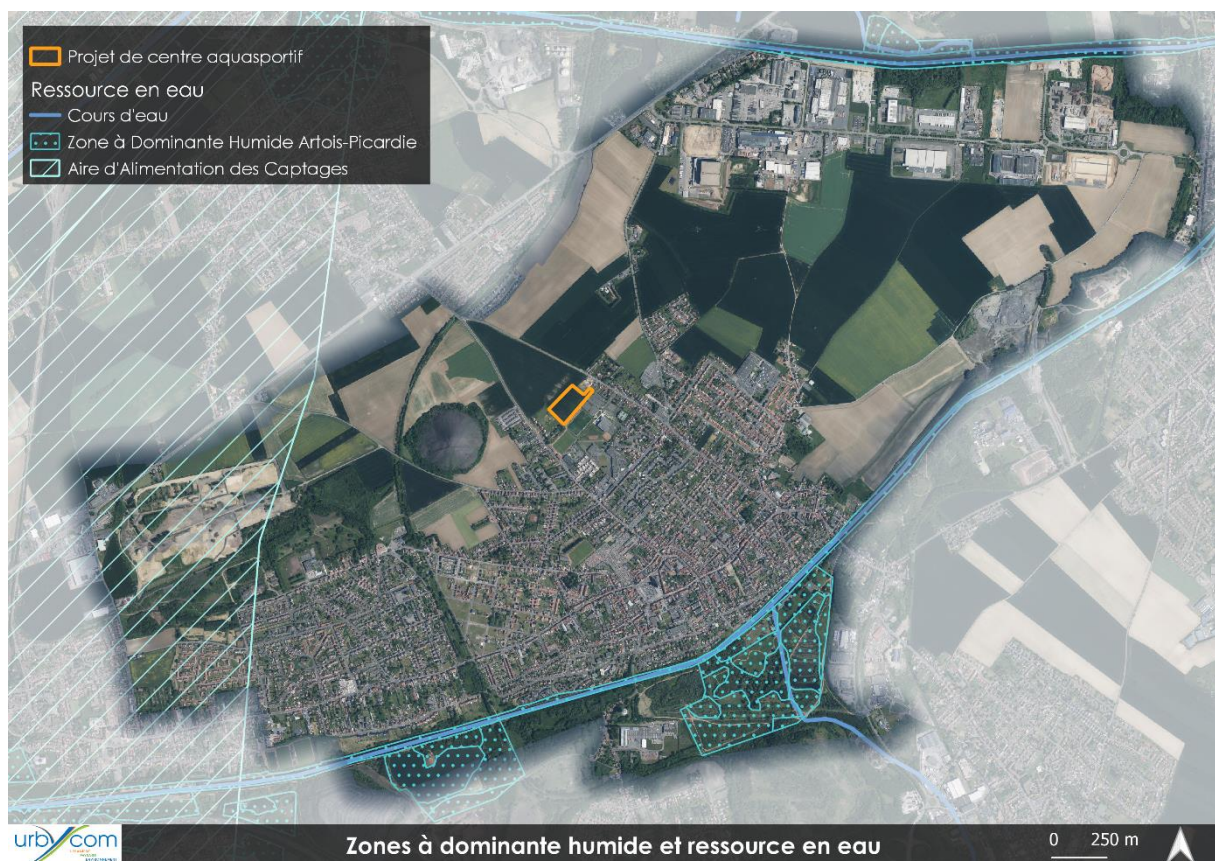 Projet de centre aquasportif
Ressource en eau
Cours d'eau
Zone à Dominante Humide Artois-Picardie
Aire d'Alimentation des Captages
urbycom
Zones à dominante humide et ressource en eau
0 250 m